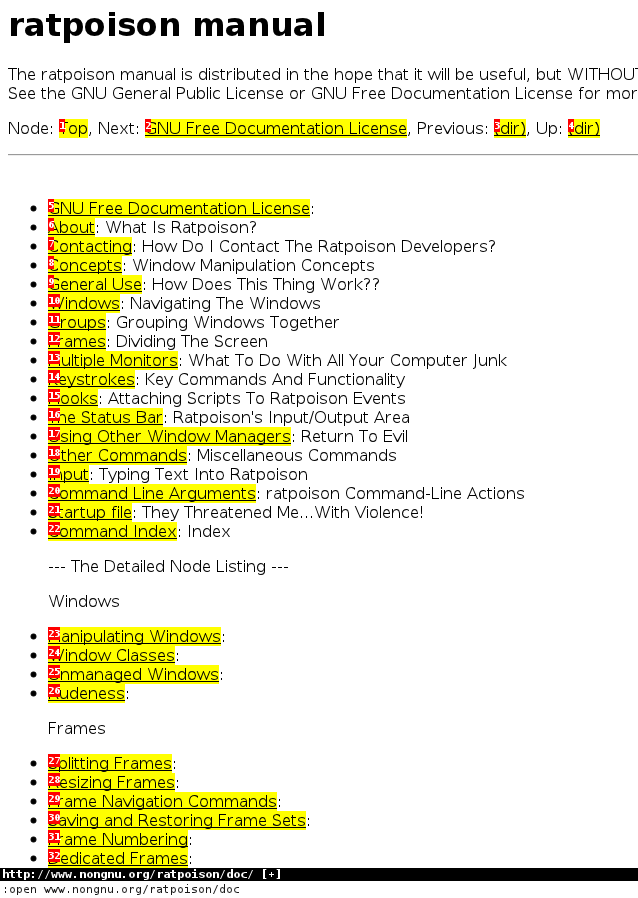 ratpoison manual
The ratpoison manual is distributed in the hope that it will be useful, but WITHOUT
See the GNU General Public License or GNU Free Documentation License for mor
Node: 1Top, Next: 2GNU Free Documentation License, Previous: 3(dir), Up: 4(dir)
5GNU Free Documentation License:
6About: What Is Ratpoison?
7Contacting: How Do I Contact The Ratpoison Developers?
8Concepts: Window Manipulation Concepts
9General Use: How Does This Thing Work??
10Windows: Navigating The Windows
11Groups: Grouping Windows Together
12Frames: Dividing The Screen
13Multiple Monitors: What To Do With All Your Computer Junk
14Keystrokes: Key Commands And Functionality
15Hooks: Attaching Scripts To Ratpoison Events
16The Status Bar: Ratpoison's Input/Output Area
17Using Other Window Managers: Return To Evil
18Other Commands: Miscellaneous Commands
19Input: Typing Text Into Ratpoison
20Command Line Arguments: ratpoison Command-Line Actions
21Startup file: They Threatened Me...With Violence!
22Command Index: Index
--- The Detailed Node Listing ---
Windows
23Manipulating Windows:
24Window Classes:
25Unmanaged Windows:
26Rudeness:
Frames
27Splitting Frames:
28Resizing Frames:
29Frame Navigation Commands:
30Saving and Restoring Frame Sets:
31Frame Numbering:
32Dedicated Frames:
http://www.nongnu.org/ratpoison/doc/ [+]
:open www.nongnu.org/ratpoison/doc